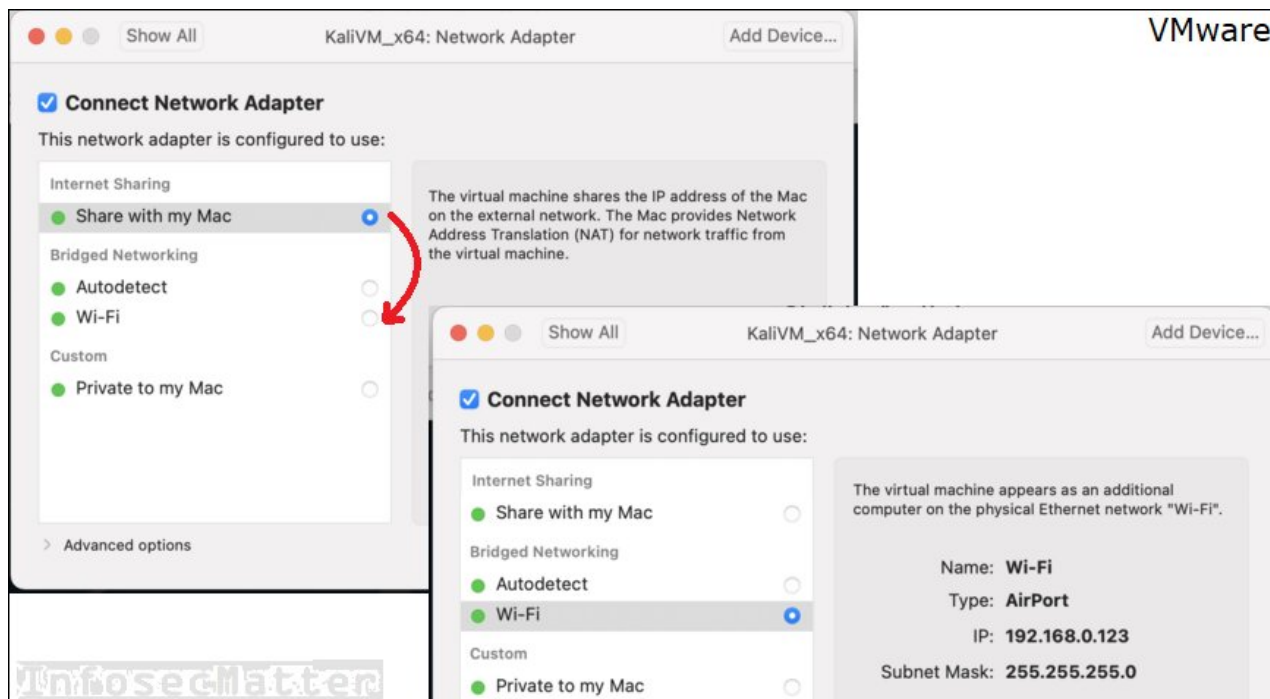 VMware
Show All
KaliVM_x64: Network Adapter
Add Device...
Connect Network Adapter
This network adapter is configured to use:
Internet Sharing
Share with my Mac
Bridged Networking
Autodetect
Wi-Fi
Custom
Private to my Mac
The virtual machine shares the IP address of the Mac
on the external network. The Mac provides Network
Address Translation (NAT) for network traffic from
the virtual machine.
Advanced options
Show All
KaliVM_x64: Network Adapter
Add Device...
Connect Network Adapter
This network adapter is configured to use:
Internet Sharing
Share with my Mac
Bridged Networking
Autodetect
Wi-Fi
Custom
Private to my Mac
The virtual machine appears as an additional
computer on the physical Ethernet network "Wi-Fi".
Name: Wi-Fi
Type: AirPort
IP: 192.168.0.123
Subnet Mask: 255.255.255.0
InfosecMatter